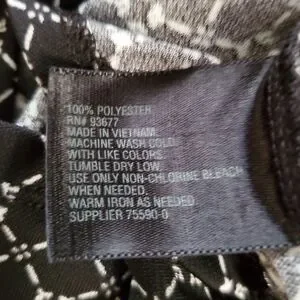 100% POLYESTER
RN# 93677
MADE IN VIETNAM
MACHINE WASH COLD
WITH LIKE COLORS.
TUMBLE DRY LOW.
USE ONLY NON-CHLORINE BLEACH
WHEN NEEDED.
WARM IRON AS NEEDED
SUPPLIER 75590-0